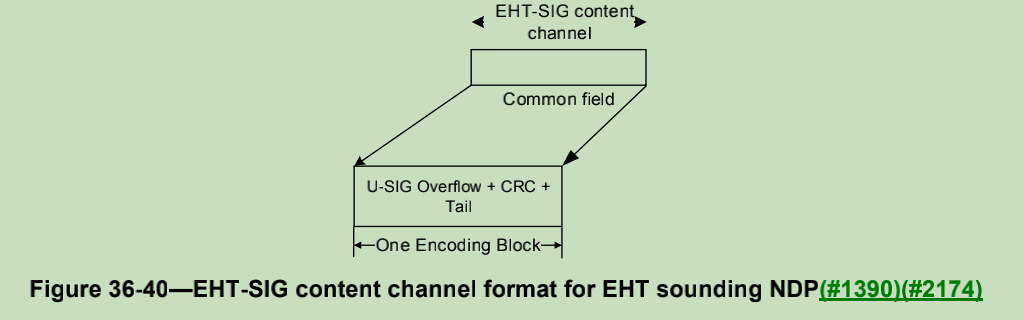 EHT-SIG content
channel
Common field
U-SIG Overflow + CRC +
Tail
One Encoding Block
Figure 36-40—EHT-SIG content channel format for EHT sounding NDP(#1390)(#2174)